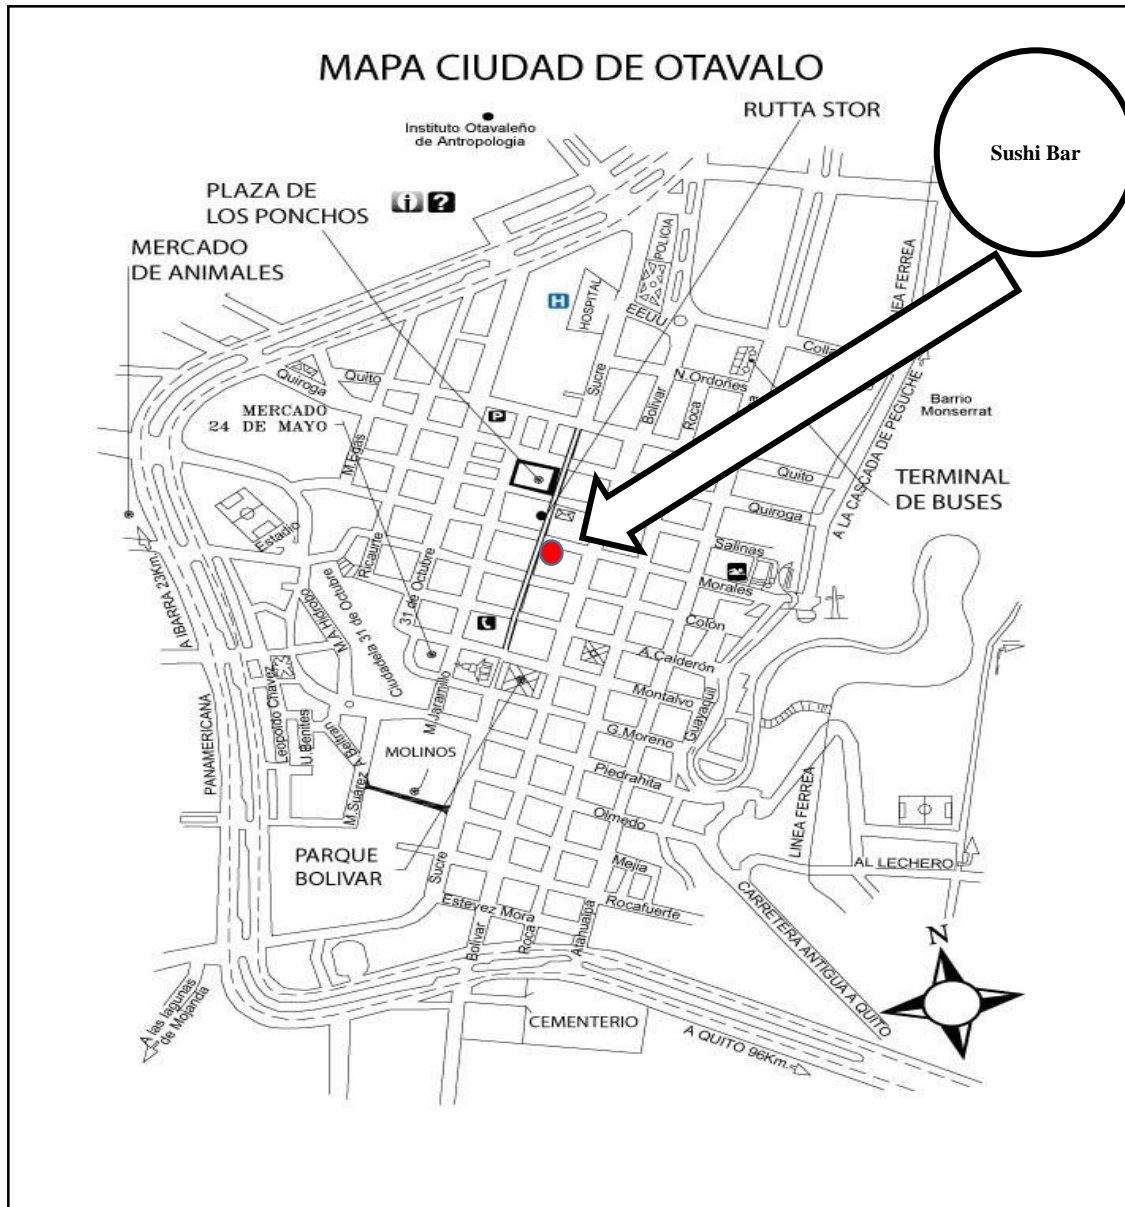 MAPA CIUDAD DE OTAVALO
RUTTA STOR
Sushi Bar
Instituto Otavaleño
de Antropologia
PLAZA DE
LOS PONCHOS
i ?
MERCADO
DE ANIMALES
POLICIA
LINEA FERREA
H
HOSPITAL
EEUU
Quiroga
Quito
Sucre
Bolivar
N.Ordoñes
Roca
Colla
a
Barrio
Monserrat
MERCADO
24 DE MAYO
P
M.Egas
Quito
A LA CASCADA DE PEGUCHE
TERMINAL
DE BUSES
Quiroga
Estadio
Ricaurte
31 de Octubre
Salinas
Morales
A IBARRA 23Km.
M.A Hidrobo
Ciudadela 31 de Octubre
Colón
A.Calderón
Montalvo
Guayaquil
Leopoldo Chavez
U.Benites
A.Beltran
M.Jaramillo
G.Moreno
PANAMERICANA
MOLINOS
Piedrahita
M.Suárez
Olmedo
LINEA FERREA
PARQUE
BOLIVAR
Sucre
Mejía
AL LECHERO
Estevez Mora
Rocafuerte
CARRETERA ANTIGUA A QUITO
Bolivar
Roca
Atahualpa
N
A las lagunas
de Mojanda
CEMENTERIO
A QUITO 96Km.